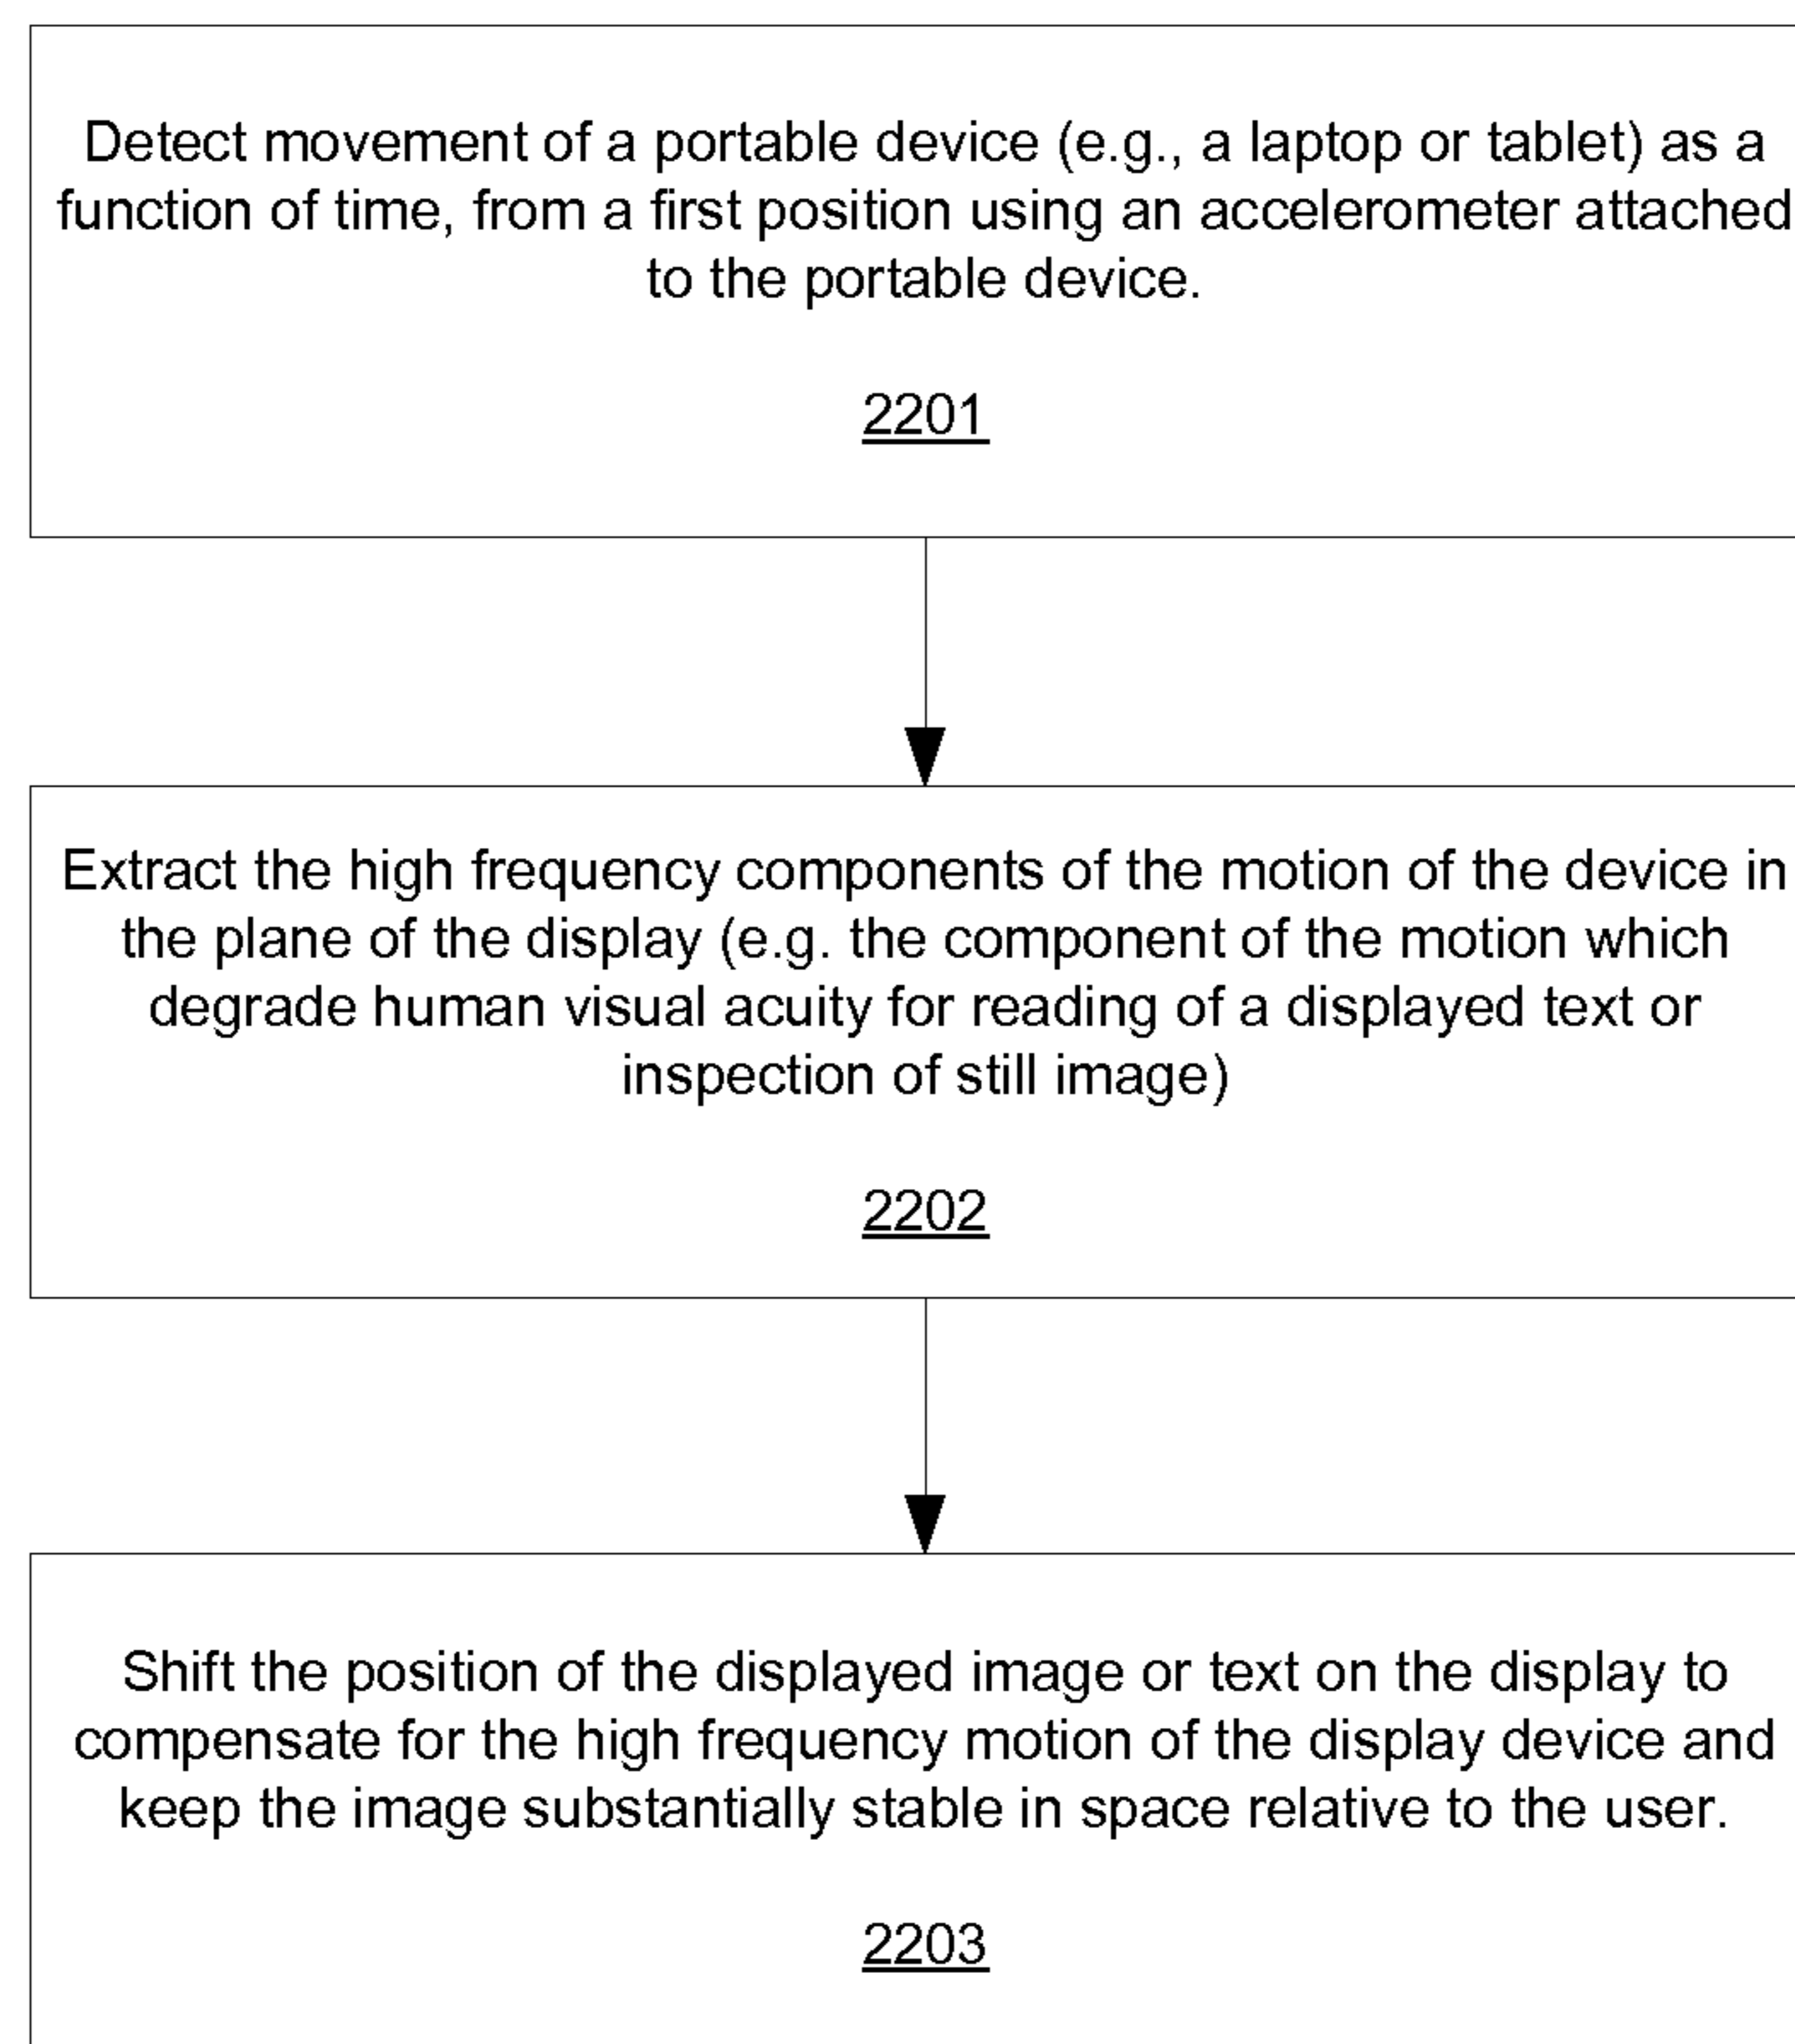 Detect movement of a portable device (e.g., a laptop or tablet) as a
function of time, from a first position using an accelerometer attached
to the portable device.
2201
Extract the high frequency components of the motion of the device in
the plane of the display (e.g. the component of the motion which
degrade human visual acuity for reading of a displayed text or
inspection of still image)
2202
Shift the position of the displayed image or text on the display to
compensate for the high frequency motion of the display device and
keep the image substantially stable in space relative to the user.
2203